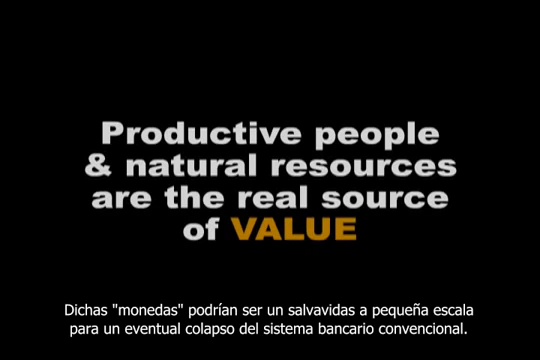 Productive people
& natural resources
are the real source
of VALUE
Dichas "monedas" podrían ser un salvavidas a pequeña escala
para un eventual colapso del sistema bancario convencional.